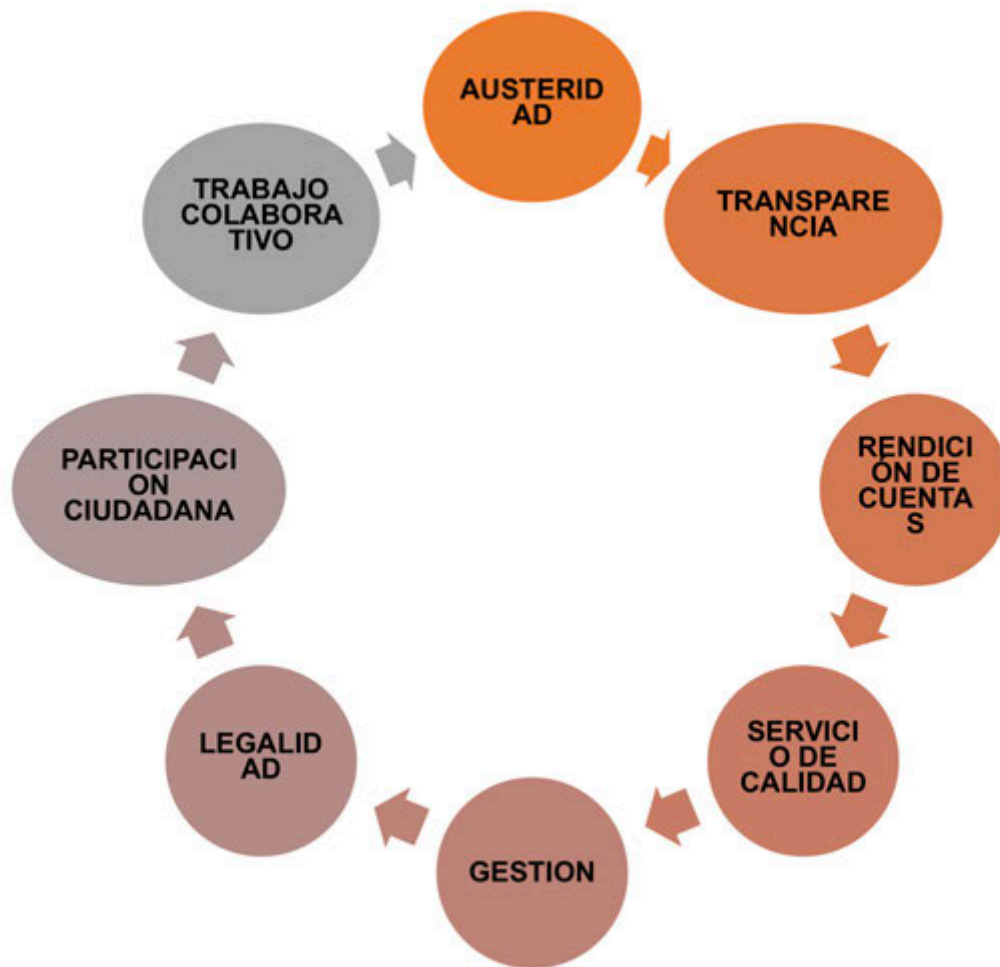 AUSTERID
AD
TRANSPARE
NCIA
RENDICI
ÓN DE
CUENTA
S
SERVICI
O DE
CALIDAD
GESTION
LEGALID
AD
PARTICIPACI
ON
CIUDADANA
TRABAJO
COLABORA
TIVO